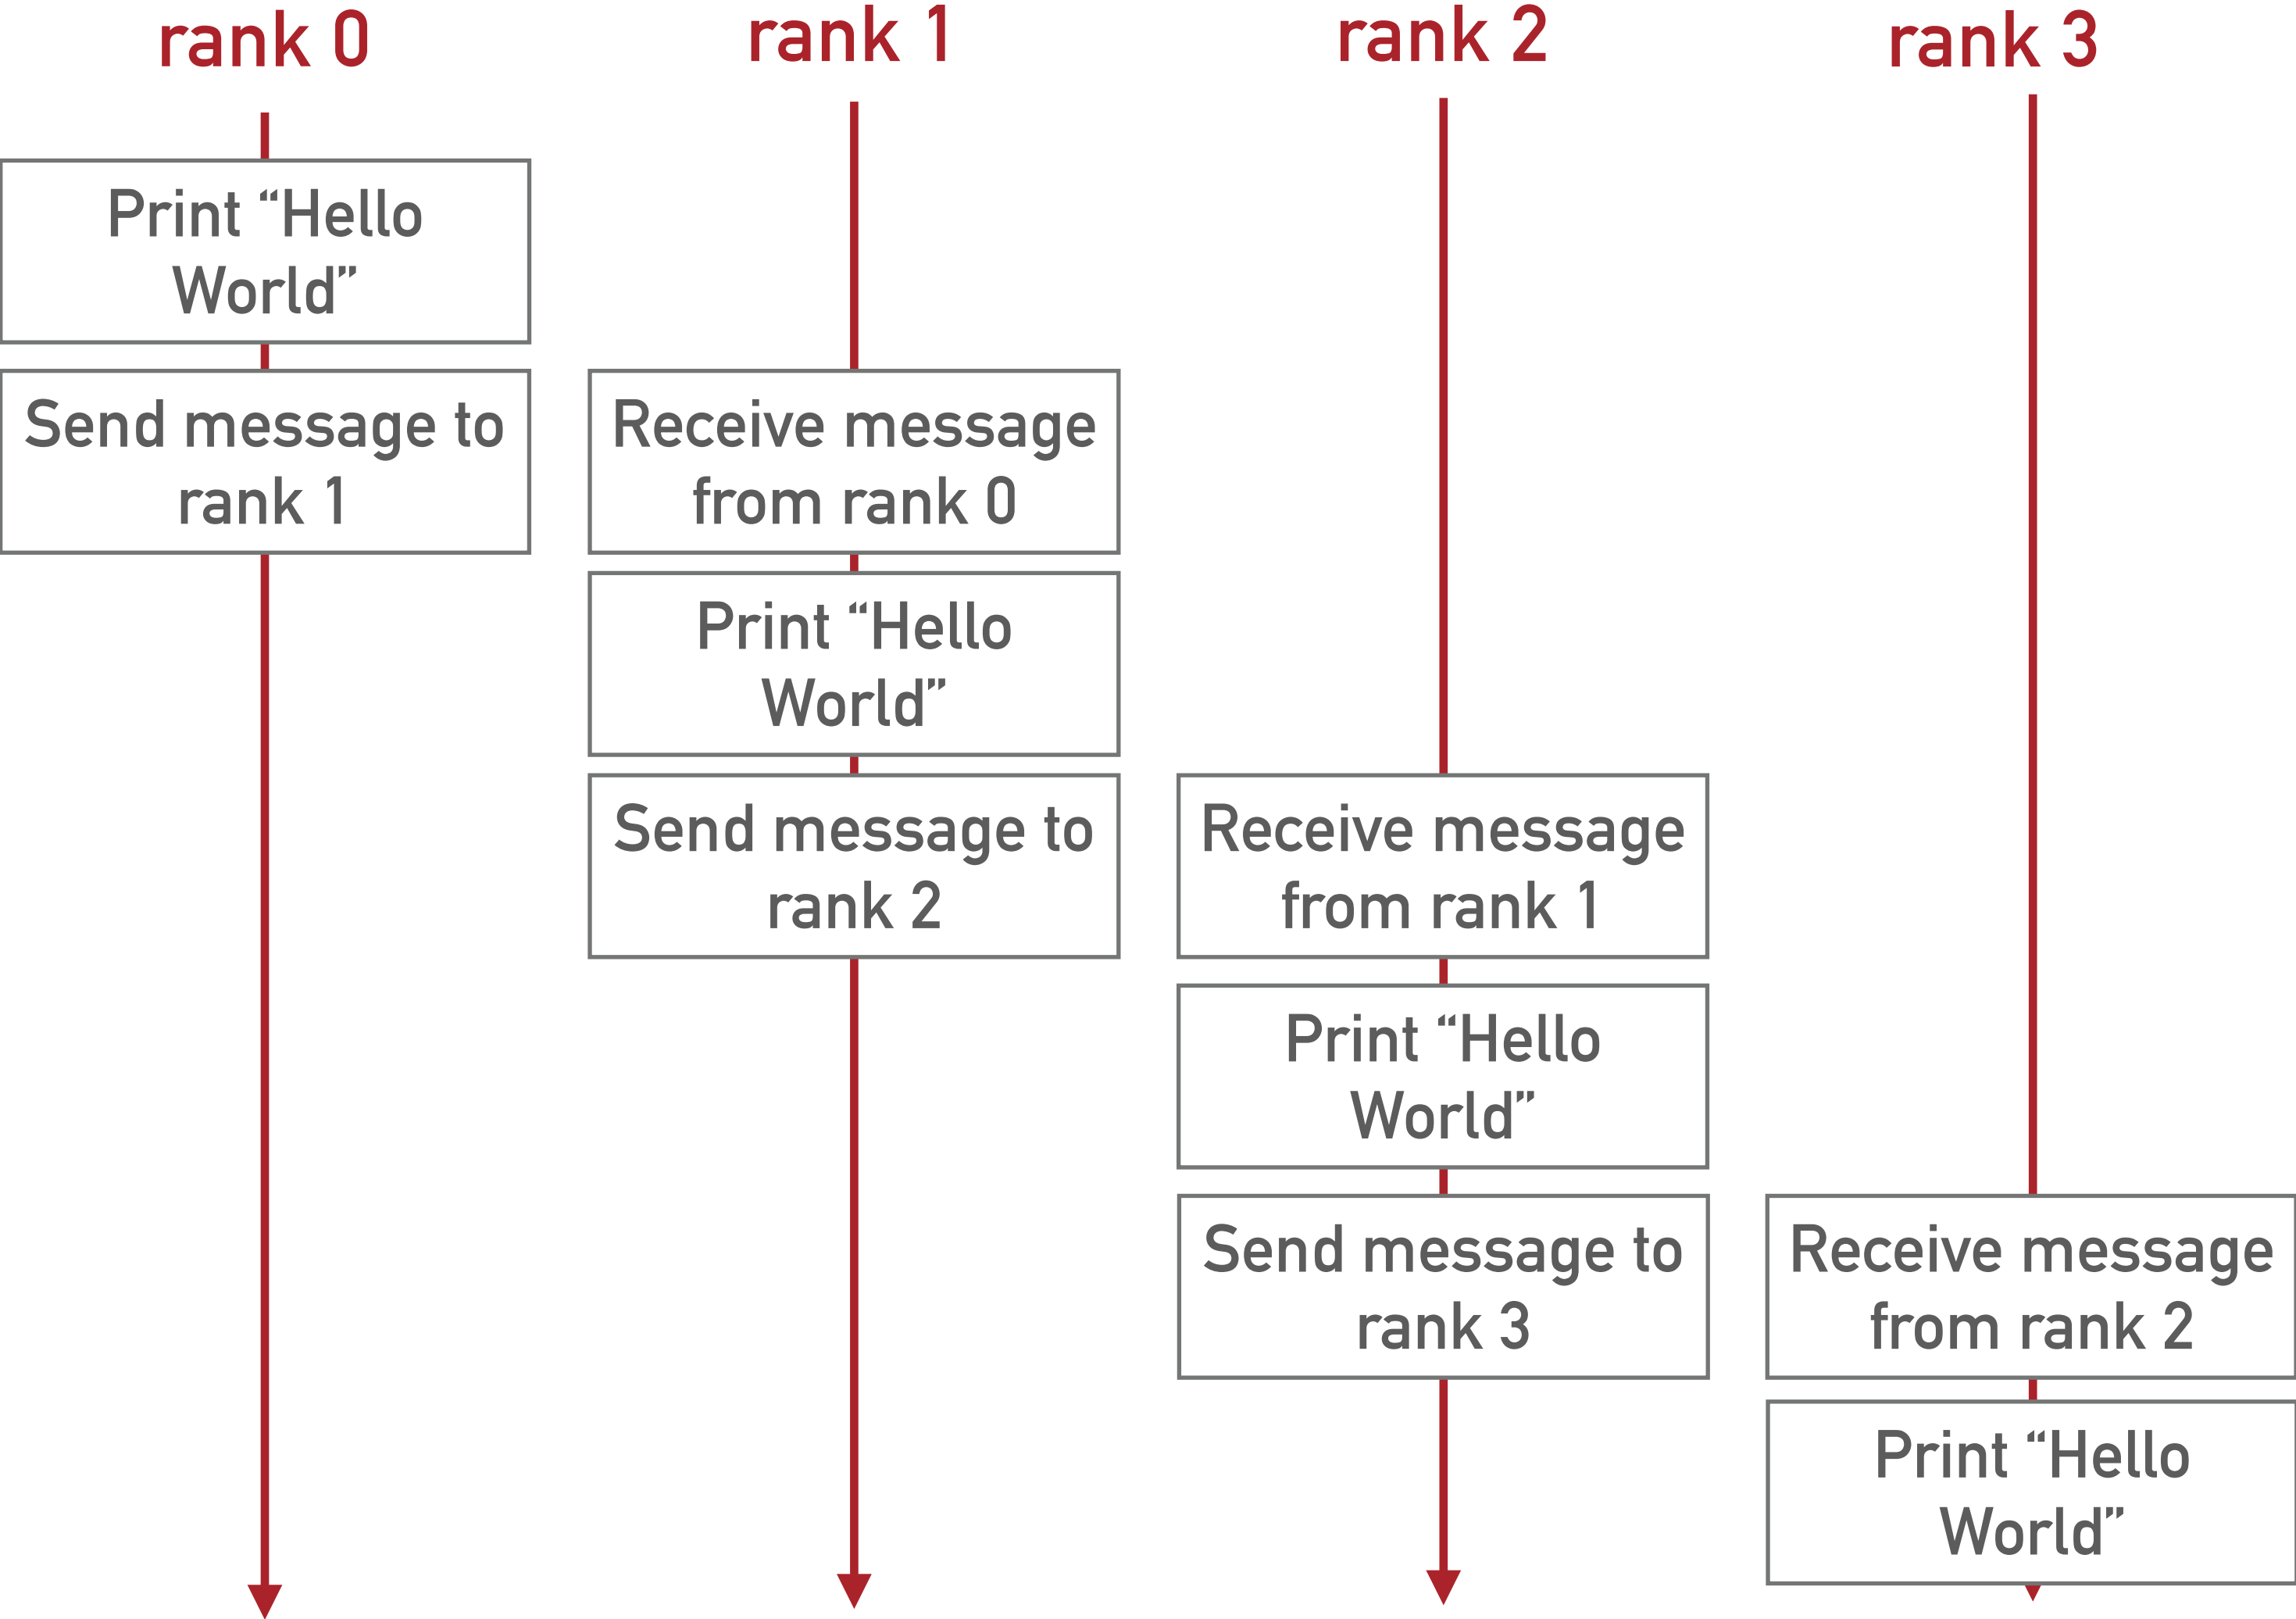 rank 0
rank 1
rank 2
rank 3
Print “Hello
World”
Send message to
rank 1
Receive message
from rank 0
Print “Hello
World”
Send message to
rank 2
Receive message
from rank 1
Print “Hello
World”
Send message to
rank 3
Receive message
from rank 2
Print “Hello
World”